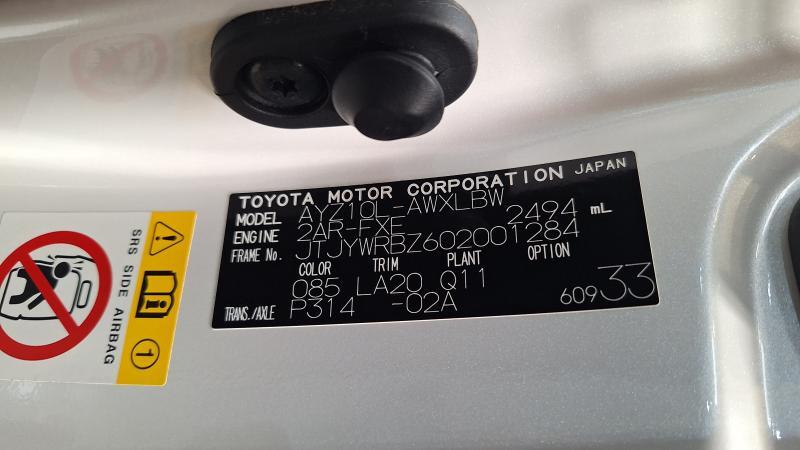 TOYOTA MOTOR CORPORATION JAPAN
MODEL AYZ10L-AWXLBW
ENGINE 2AR-FXE 2494 mL
FRAME No. JTJYWRBZ602001284
COLOR TRIM PLANT OPTION
085 LA20 Q11
TRANS./AXLE P314 -02A
609 33
SRS SIDE AIRBAG
1